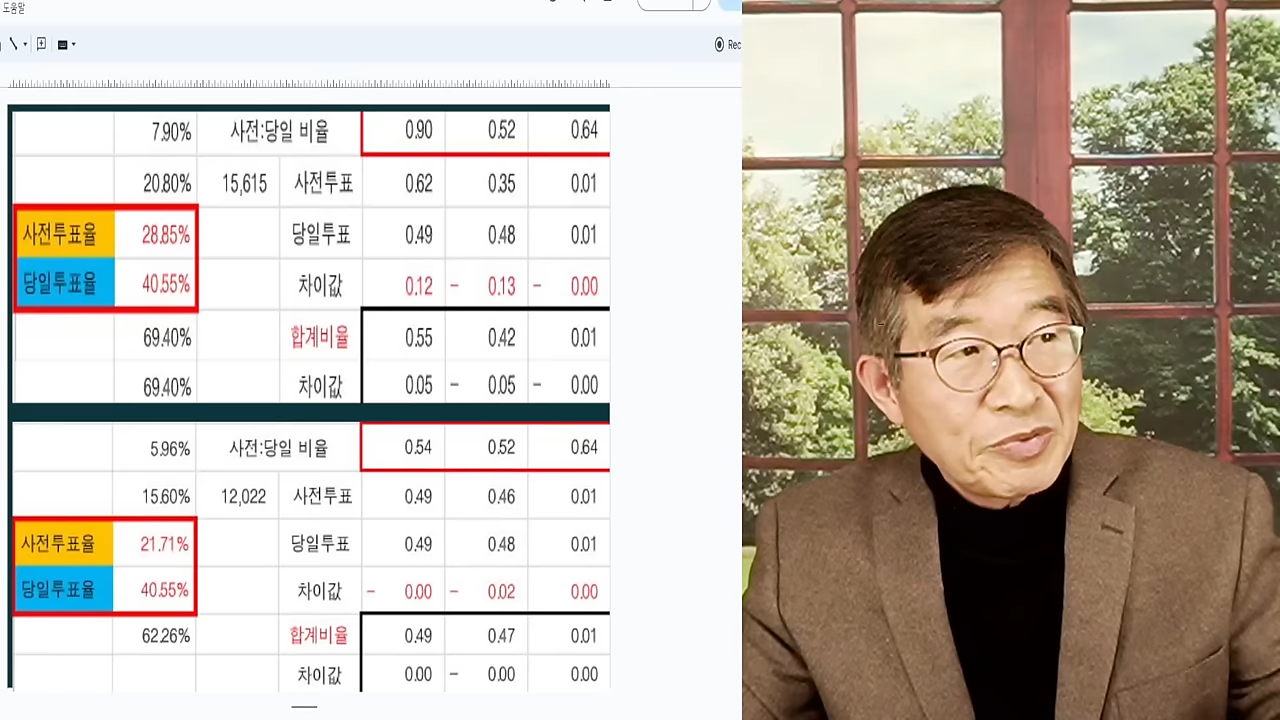 도움말
Rec
7.90% 사전:당일 비율 0.90 0.52 0.64
20.80% 15,615 사전투표 0.62 0.35 0.01
사전투표율 28.85% 당일투표 0.49 0.48 0.01
당일투표율 40.55% 차이값 0.12 - 0.13 - 0.00
69.40% 합계비율 0.55 0.42 0.01
69.40% 차이값 0.05 - 0.05 - 0.00
5.96% 사전:당일 비율 0.54 0.52 0.64
15.60% 12,022 사전투표 0.49 0.46 0.01
사전투표율 21.71% 당일투표 0.49 0.48 0.01
당일투표율 40.55% 차이값 - 0.00 - 0.02 0.00
62.26% 합계비율 0.49 0.47 0.01
차이값 0.00 - 0.00 0.00